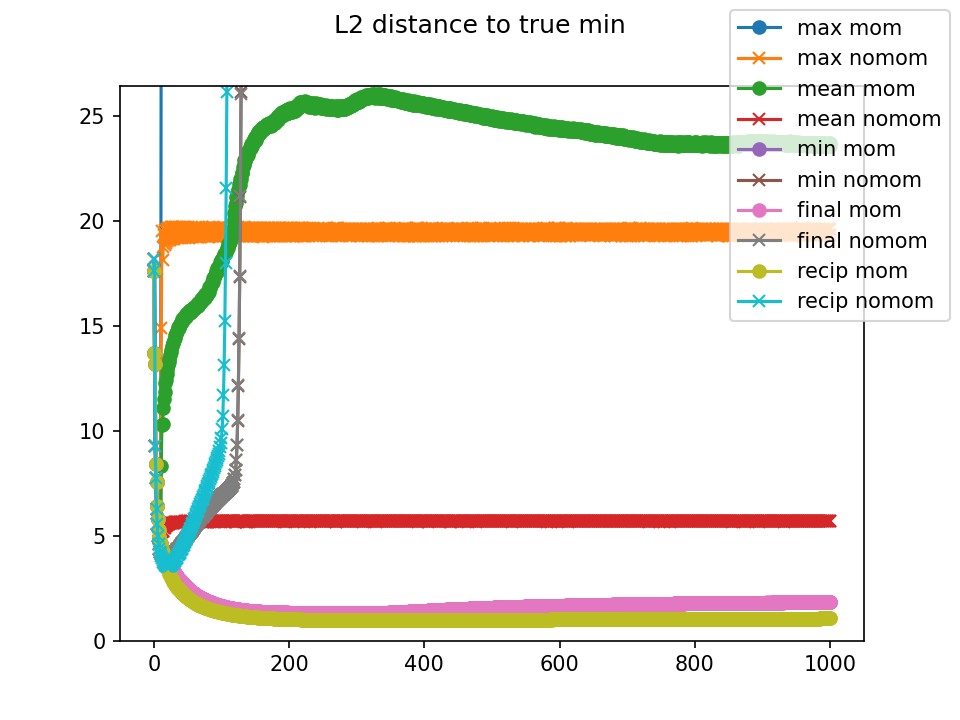 L2 distance to true min
max mom
max nomom
mean mom
mean nomom
min mom
min nomom
final mom
final nomom
recip mom
recip nomom
25
20
15
10
5
0
0 200 400 600 800 1000